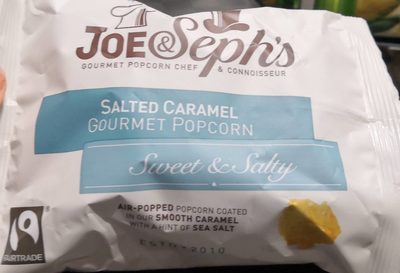 JOE & Seph's
GOURMET POPCORN CHEF & CONNOISSEUR
SALTED CARAMEL
GOURMET POPCORN
Sweet & Salty
AIR-POPPED POPCORN COATED
IN OUR SMOOTH CARAMEL
WITH A HINT OF SEA SALT
ESTD 2010
FAIRTRADE